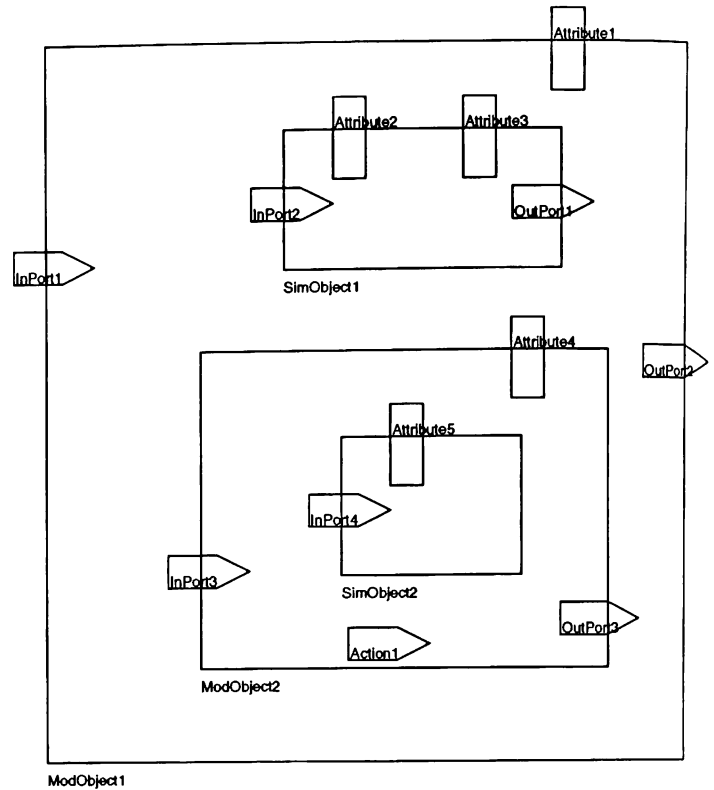 Attribute1
Attribute2
Attribute3
InPort2
OutPort1
InPort1
SimObject1
Attribute4
OutPort2
Attribute5
InPort4
InPort3
SimObject2
OutPort3
Action1
ModObject2
ModObject1